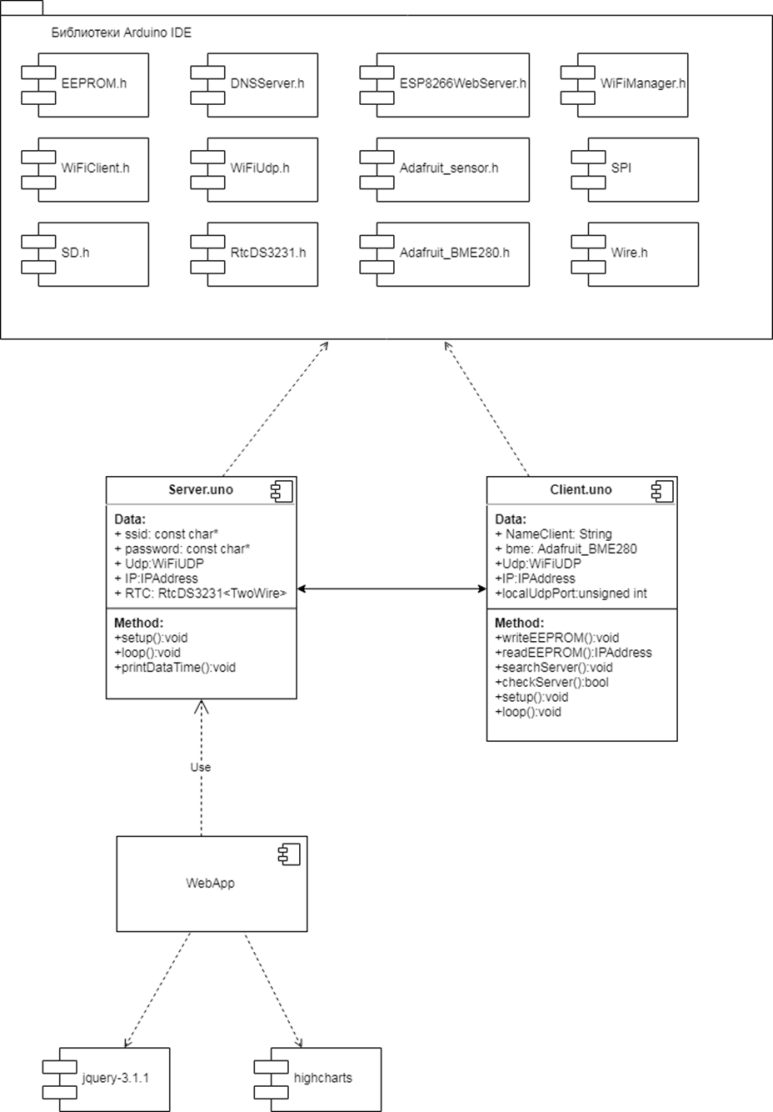 Библиотеки Arduino IDE
EEPROM.h
DNSServer.h
ESP8266WebServer.h
WiFiManager.h
WiFiClient.h
WiFiUdp.h
Adafruit_sensor.h
SPI
SD.h
RtcDS3231.h
Adafruit_BME280.h
Wire.h
Server.uno
Data:
+ ssid: const char*
+ password: const char*
+ Udp:WiFiUDP
+ IP:IPAddress
+ RTC: RtcDS3231<TwoWire>
Method:
+setup():void
+loop():void
+printDataTime():void
Client.uno
Data:
+ NameClient: String
+ bme: Adafruit_BME280
+Udp:WiFiUDP
+IP:IPAddress
+localUdpPort:unsigned int
Method:
+writeEEPROM():void
+readEEPROM():IPAddress
+searchServer():void
+checkServer():bool
+setup():void
+loop():void
Use
WebApp
jquery-3.1.1
highcharts